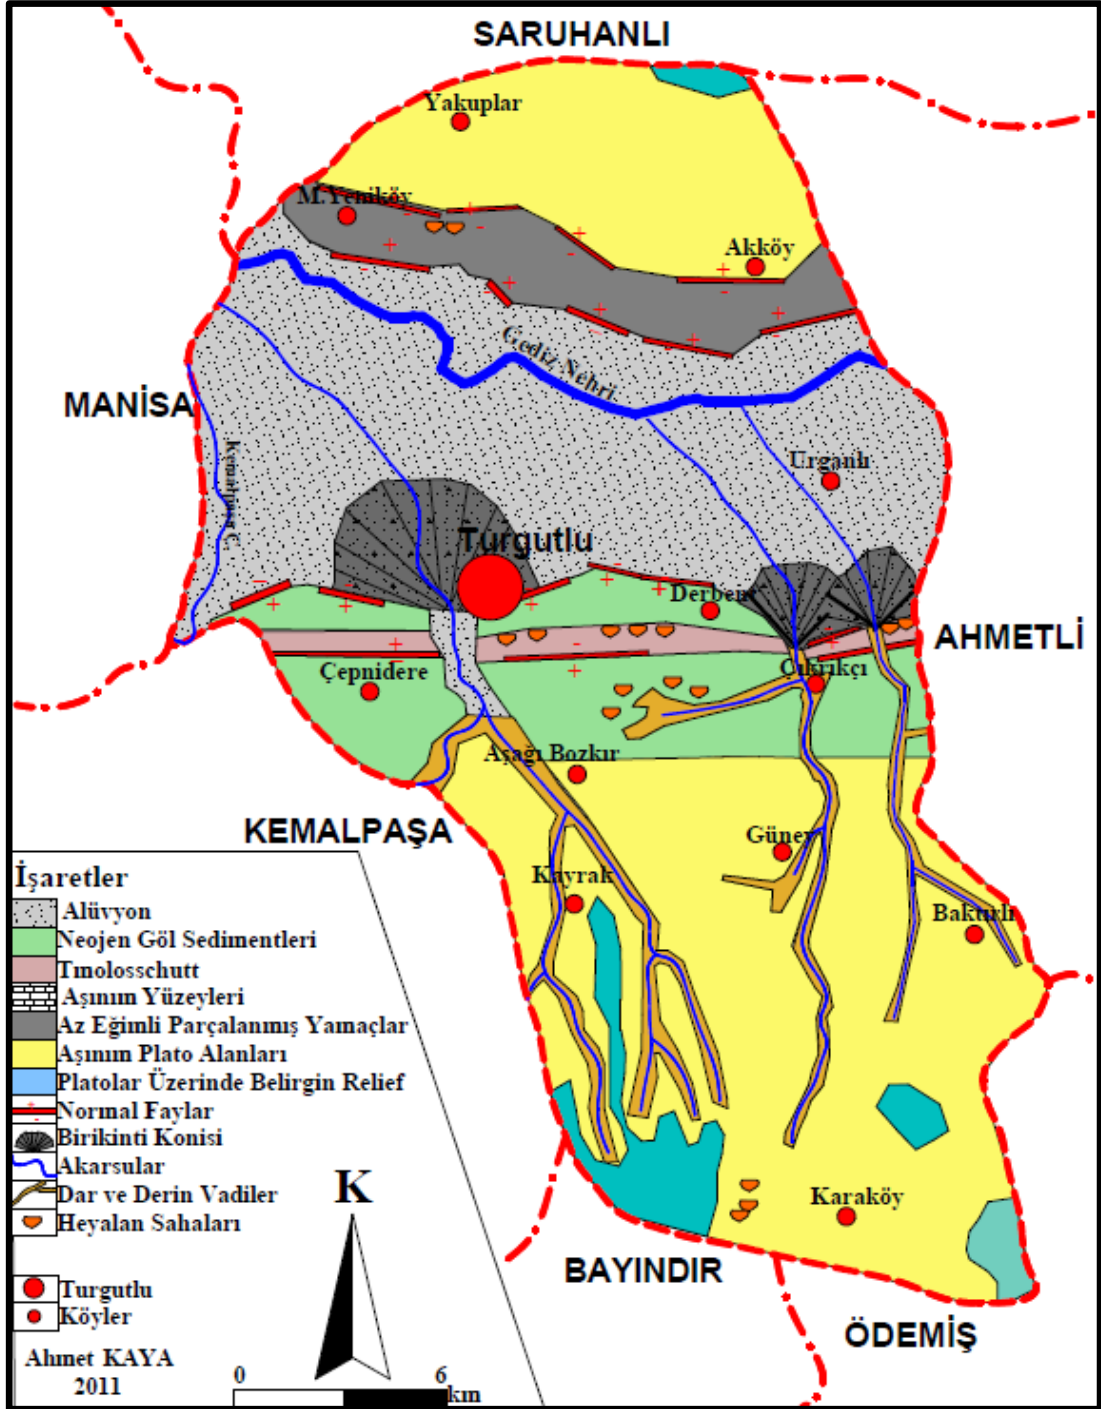 SARUHANLI
Yakuplar
M.Yeniköy
Akköy
Gediz Nehri
MANİSA
Kemalpaşa Ç.
Urganlı
Turgutlu
Derbent
AHMETLİ
Çepnidere
Çıkrıkçı
Aşağı Bozkır
KEMALPAŞA
Güney
Kayrak
Baktırlı
İşaretler
Alüvyon
Neojen Göl Sedimentleri
Tmolosschutt
Aşınım Yüzeyleri
Az Eğimli Parçalanmış Yamaçlar
Aşınım Plato Alanları
Platolar Üzerinde Belirgin Relief
Normal Faylar
Birikinti Konisi
Akarsular
Dar ve Derin Vadiler
Heyalan Sahaları
Turgutlu
Köyler
K
Karaköy
BAYINDIR
ÖDEMİŞ
Ahmet KAYA
2011
0 6
km